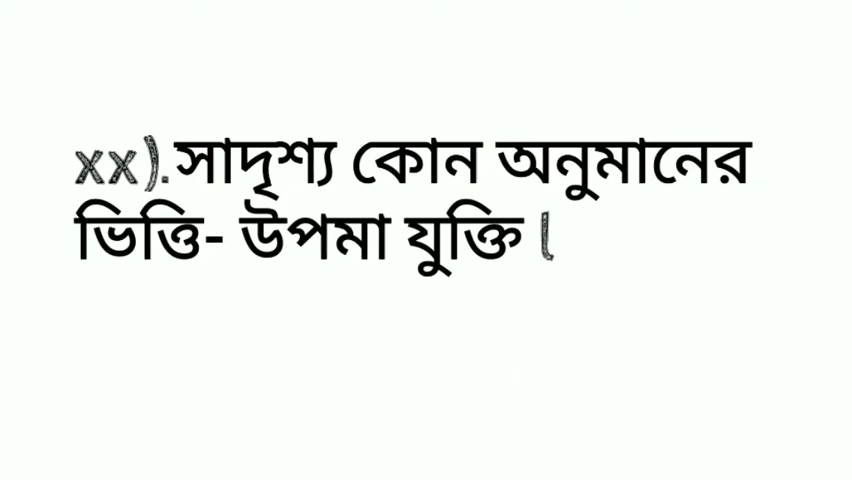 xx).সাদৃশ্য কোন অনুমানের
ভিত্তি- উপমা যুক্তি l